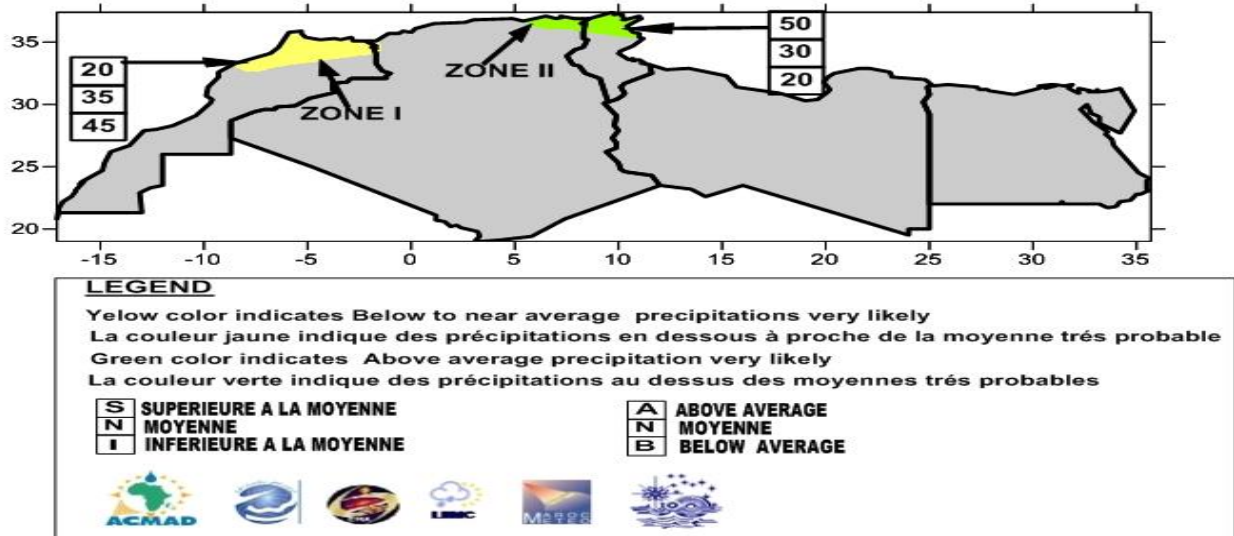 35
30
25
20
20
35
45
ZONE I
ZONE II
50
30
20
-15 -10 -5 0 5 10 15 20 25 30 35
LEGEND
Yelow color indicates Below to near average precipitations very likely
La couleur jaune indique des précipitations en dessous à proche de la moyenne trés probable
Green color indicates Above average precipitation very likely
La couleur verte indique des précipitations au dessus des moyennes trés probables
S SUPERIEURE A LA MOYENNE
N MOYENNE
I INFERIEURE A LA MOYENNE
A ABOVE AVERAGE
N MOYENNE
B BELOW AVERAGE
ACMAD
MAROC
METEO